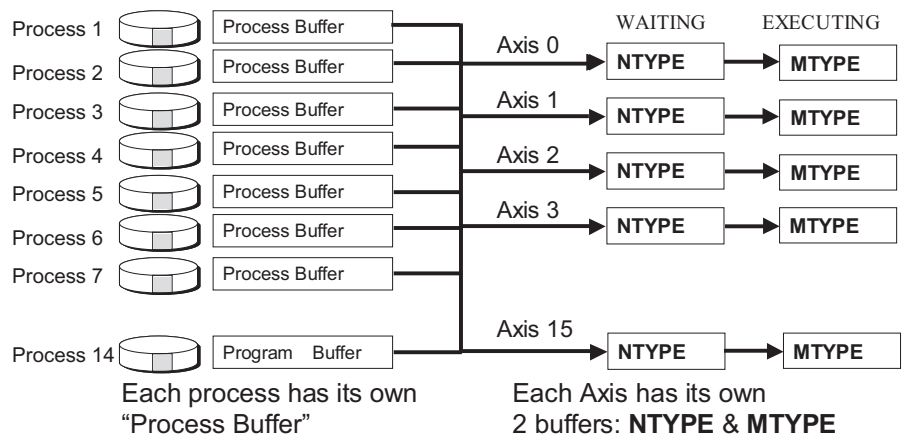 Process 1 Process Buffer WAITING EXECUTING
Axis 0
Process 2 Process Buffer NTYPE MTYPE
Axis 1
Process 3 Process Buffer NTYPE MTYPE
Process 4 Process Buffer Axis 2 NTYPE MTYPE
Process 5 Process Buffer
Axis 3
Process 6 Process Buffer NTYPE MTYPE
Process 7 Process Buffer
Axis 15
Process 14 Program Buffer NTYPE MTYPE
Each process has its own Each Axis has its own
“Process Buffer” 2 buffers: NTYPE & MTYPE